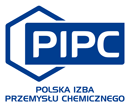 PIPC
POLSKA IZBA
PRZEMYSŁU CHEMICZNEGO